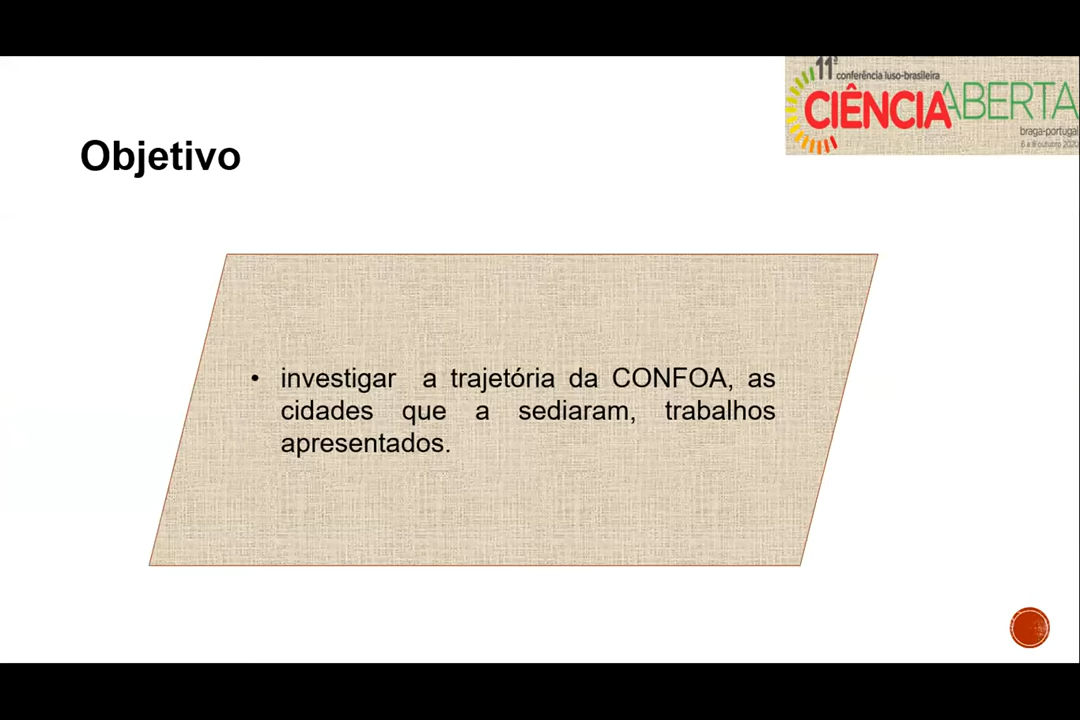 11ª conferência luso-brasileira
CIÊNCIA ABERTA
braga-portugal
6 a 8 outubro 2020
Objetivo
• investigar a trajetória da CONFOA, as
cidades que a sediaram, trabalhos
apresentados.